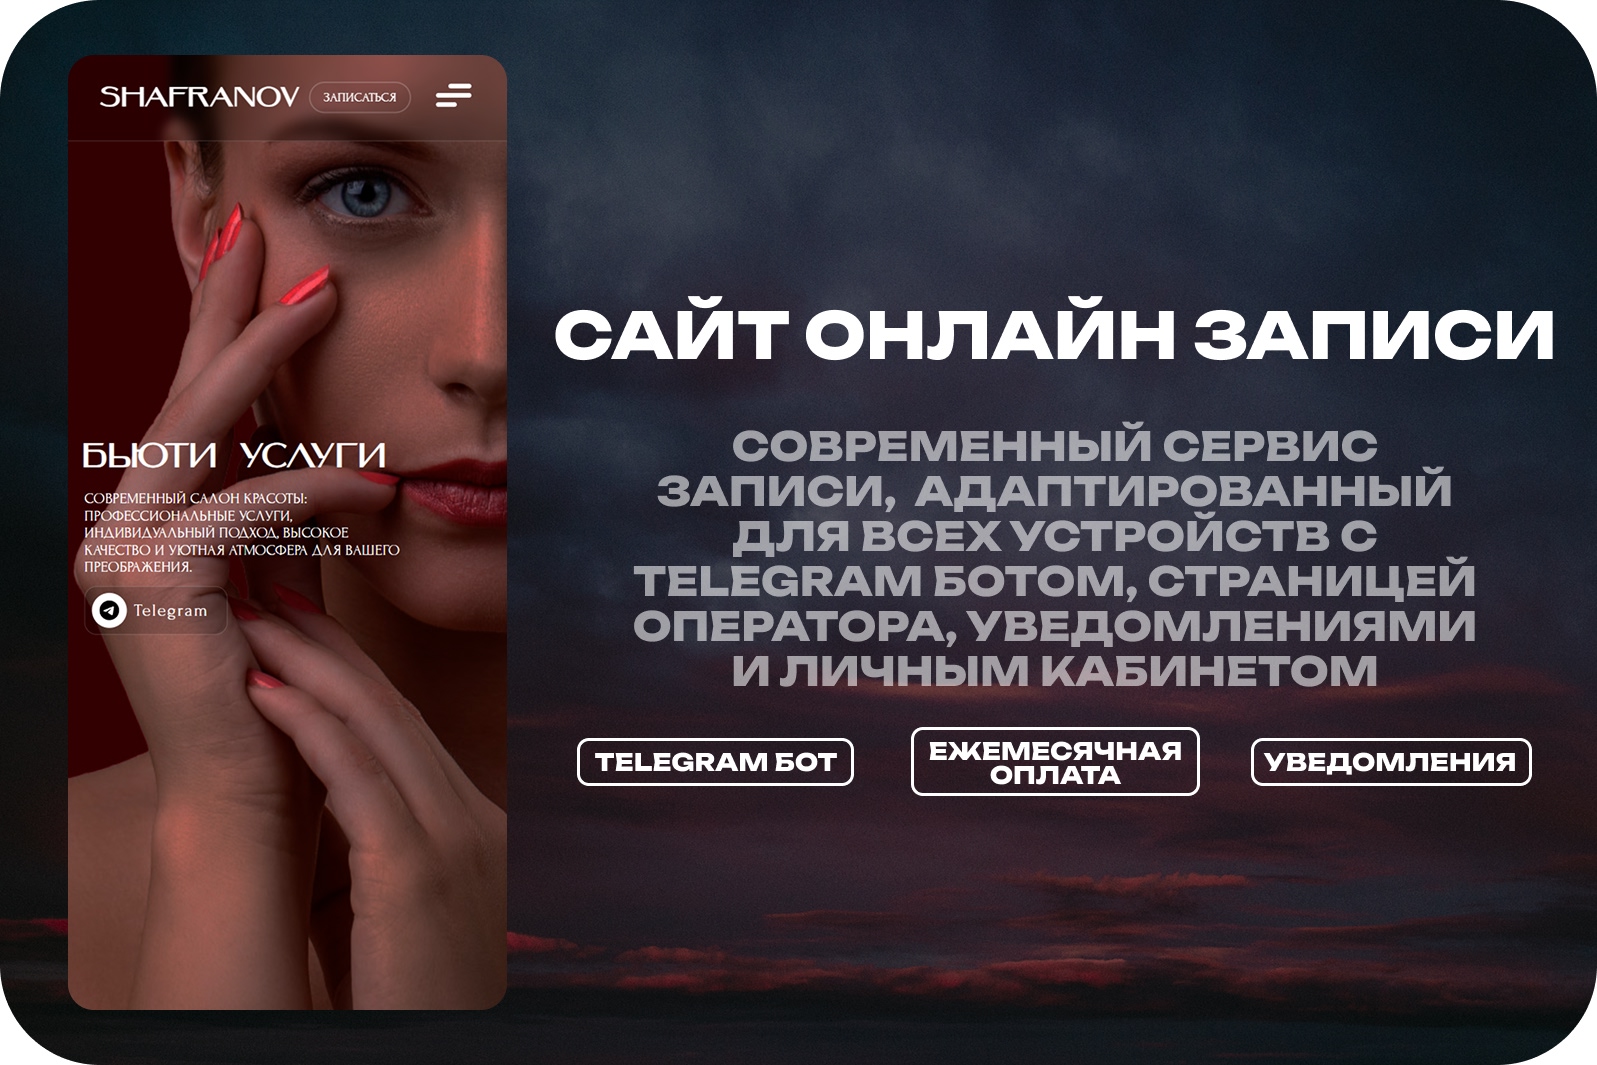 SHAFRANOV
ЗАПИСАТЬСЯ
БЬЮТИ УСЛУГИ
СОВРЕМЕННЫЙ САЛОН КРАСОТЫ:
ПРОФЕССИОНАЛЬНЫЕ УСЛУГИ,
ИНДИВИДУАЛЬНЫЙ ПОДХОД, ВЫСОКОЕ
КАЧЕСТВО И УЮТНАЯ АТМОСФЕРА ДЛЯ ВАШЕГО
ПРЕОБРАЖЕНИЯ.
Telegram
САЙТ ОНЛАЙН ЗАПИСИ
СОВРЕМЕННЫЙ СЕРВИС
ЗАПИСИ, АДАПТИРОВАННЫЙ
ДЛЯ ВСЕХ УСТРОЙСТВ С
TELEGRAM БОТОМ, СТРАНИЦЕЙ
ОПЕРАТОРА, УВЕДОМЛЕНИЯМИ
И ЛИЧНЫМ КАБИНЕТОМ
TELEGRAM БОТ
ЕЖЕМЕСЯЧНАЯ
ОПЛАТА
УВЕДОМЛЕНИЯ